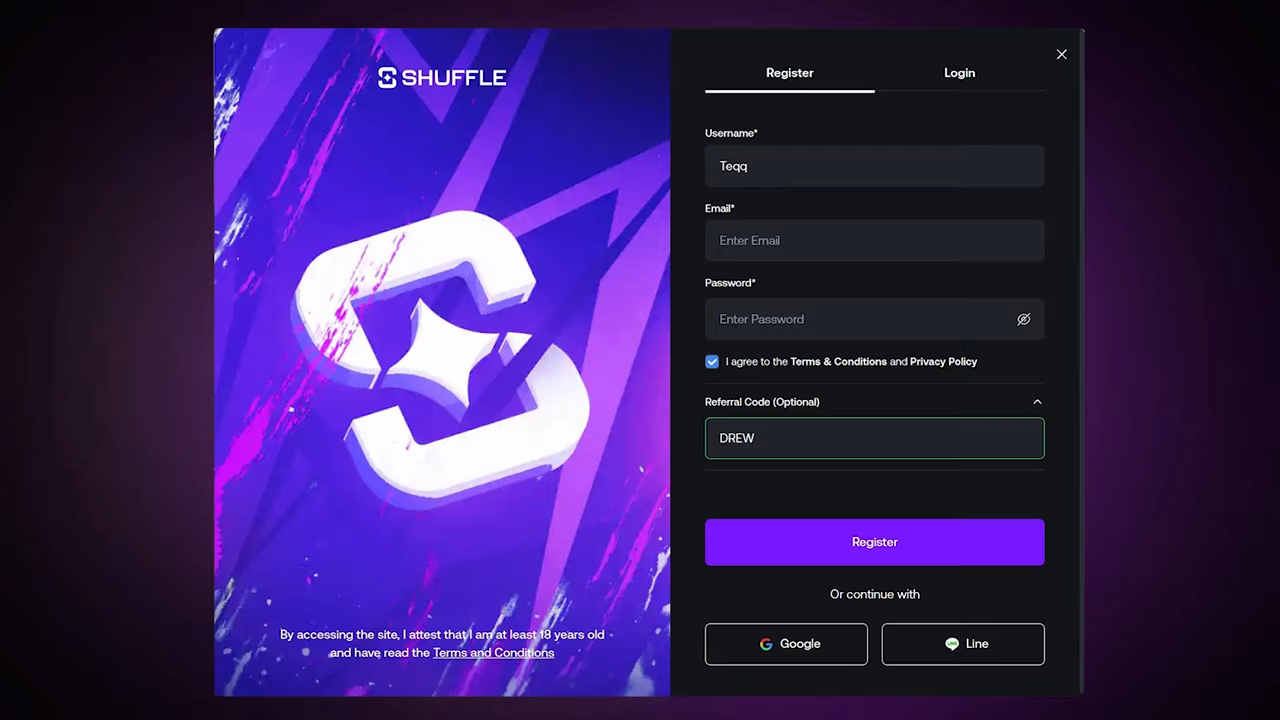 SHUFFLE
By accessing the site, I attest that I am at least 18 years old
and have read the Terms and Conditions
Register
Login
Username*
Teqq
Email*
Enter Email
Password*
Enter Password
I agree to the Terms & Conditions and Privacy Policy
Referral Code (Optional)
DREW
Register
Or continue with
Google
Line